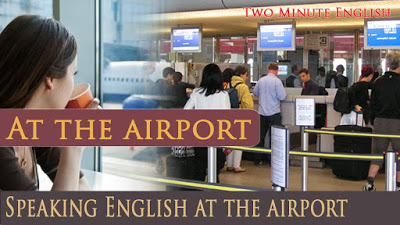 Two Minute English
At the airport
Speaking English at the airport